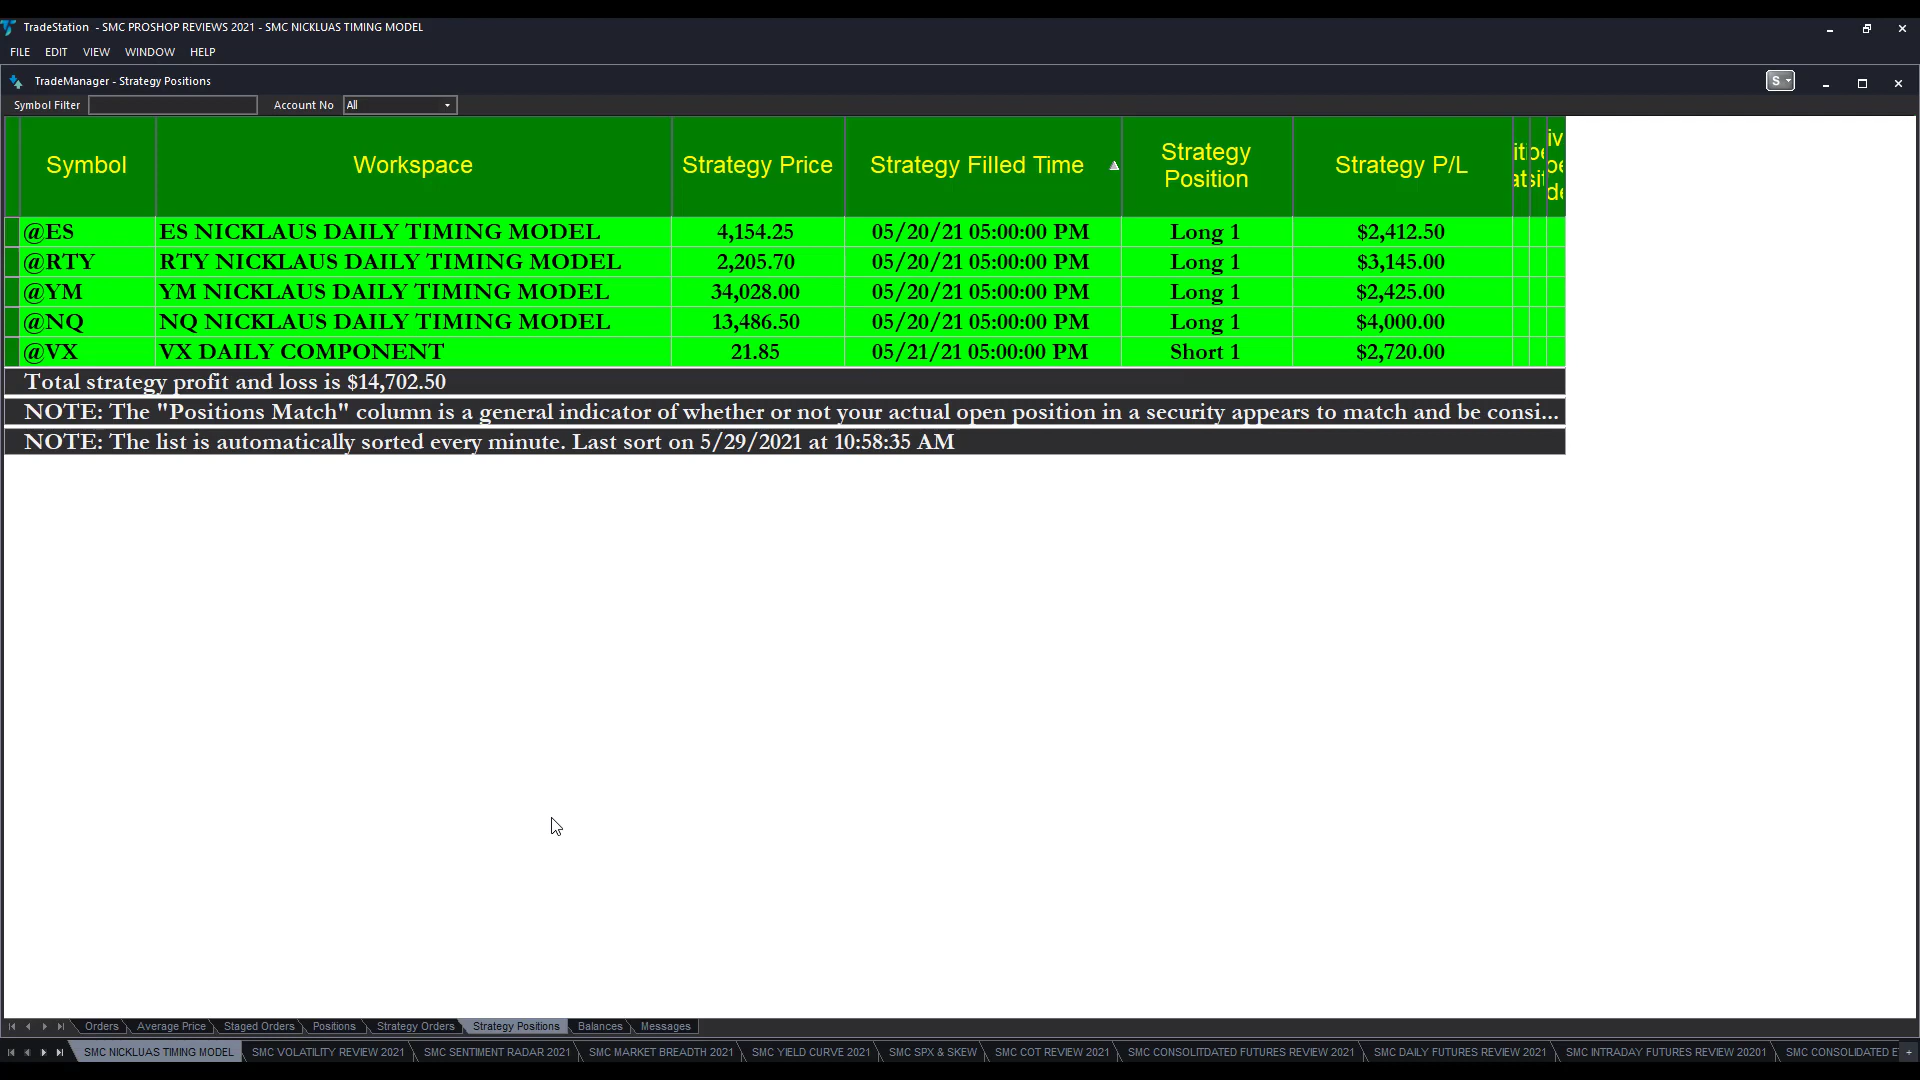 TradeStation - SMC PROSHOP REVIEWS 2021 - SMC NICKLUAS TIMING MODEL
FILE EDIT VIEW WINDOW HELP
TradeManager - Strategy Positions
S
Symbol Filter Account No All
Symbol Workspace Strategy Price Strategy Filled Time Strategy Position Strategy P/L
@ES ES NICKLAUS DAILY TIMING MODEL 4,154.25 05/20/21 05:00:00 PM Long 1 $2,412.50
@RTY RTY NICKLAUS DAILY TIMING MODEL 2,205.70 05/20/21 05:00:00 PM Long 1 $3,145.00
@YM YM NICKLAUS DAILY TIMING MODEL 34,028.00 05/20/21 05:00:00 PM Long 1 $2,425.00
@NQ NQ NICKLAUS DAILY TIMING MODEL 13,486.50 05/20/21 05:00:00 PM Long 1 $4,000.00
@VX VX DAILY COMPONENT 21.85 05/21/21 05:00:00 PM Short 1 $2,720.00
Total strategy profit and loss is $14,702.50
NOTE: The "Positions Match" column is a general indicator of whether or not your actual open position in a security appears to match and be consi...
NOTE: The list is automatically sorted every minute. Last sort on 5/29/2021 at 10:58:35 AM
Orders Average Price Staged Orders Positions Strategy Orders Strategy Positions Balances Messages
SMC NICKLUAS TIMING MODEL SMC VOLATILITY REVIEW 2021 SMC SENTIMENT RADAR 2021 SMC MARKET BREADTH 2021 SMC YIELD CURVE 2021 SMC SPX & SKEW SMC COT REVIEW 2021 SMC CONSOLITDATED FUTURES REVIEW 2021 SMC DAILY FUTURES REVIEW 2021 SMC INTRADAY FUTURES REVIEW 20201 SMC CONSOLIDATED E